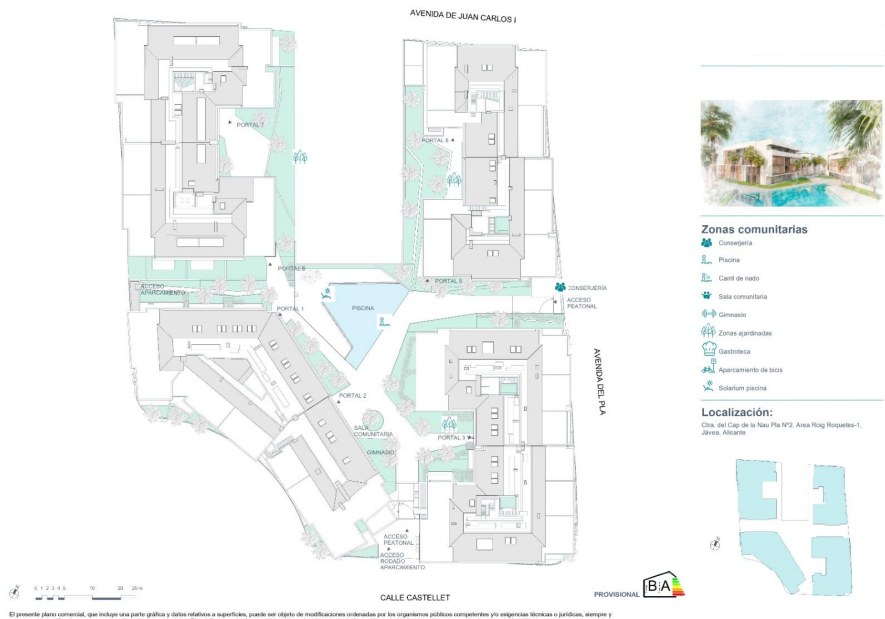 AVENIDA DE JUAN CARLOS I
PORTAL 7
PORTAL 6
PORTAL 8
PORTAL 5
ACCESO
APARCAMIENTO
PORTAL 1
PISCINA
CONSERJERÍA
ACCESO
PEATONAL
AVENIDA DEL PLA
PORTAL 2
SALA
COMUNITARIA
GIMNASIO
PORTAL 3
ACCESO
PEATONAL
ACCESO
RODADO
APARCAMIENTO
CALLE CASTELLET
Zonas comunitarias
Conserjería
Piscina
Carril de nado
Sala comunitaria
Gimnasio
Zonas ajardinadas
Gastroteca
Aparcamiento de bicis
Solarium piscina
Localización:
Ctra. del Cap de la Nau Pla Nº2, Area Roig Roquetes-1,
Jávea, Alicante
0 1 2 3 4 5 10 20 25 m
PROVISIONAL
B A
El presente plano comercial, que incluye una parte gráfica y datos relativos a superficies, puede ser objeto de modificaciones ordenadas por los organismos públicos competentes y/o exigencias técnicas o jurídicas, siempre y